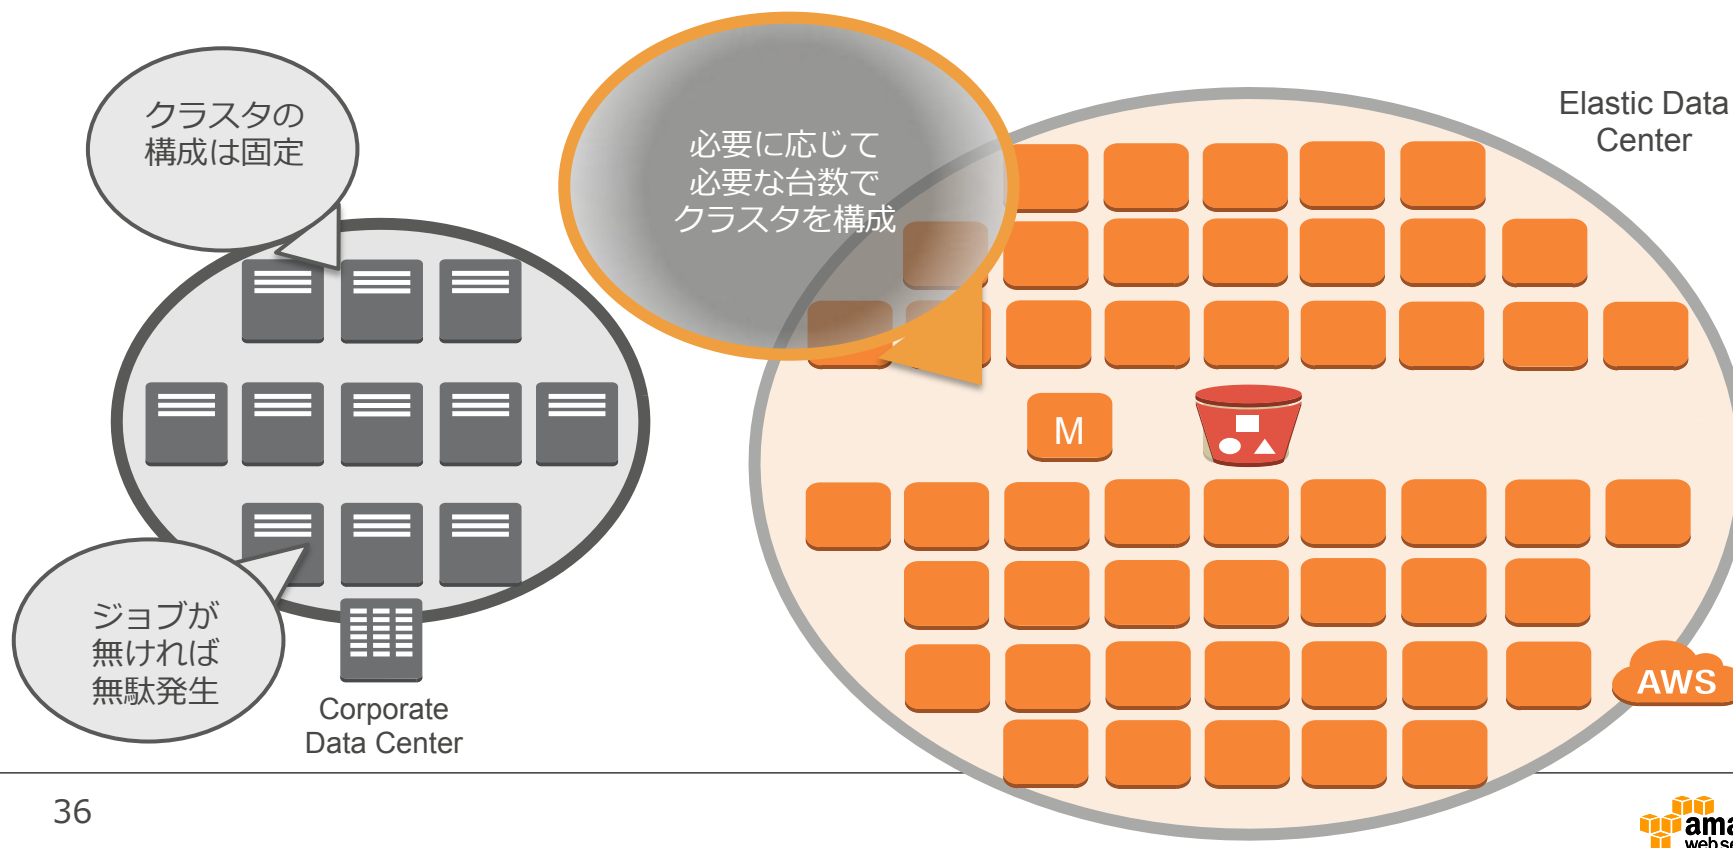 クラスタの
構成は固定
必要に応じて
必要な台数で
クラスタを構成
Elastic Data
Center
M
ジョブが
無ければ
無駄発生
Corporate
Data Center
AWS
36